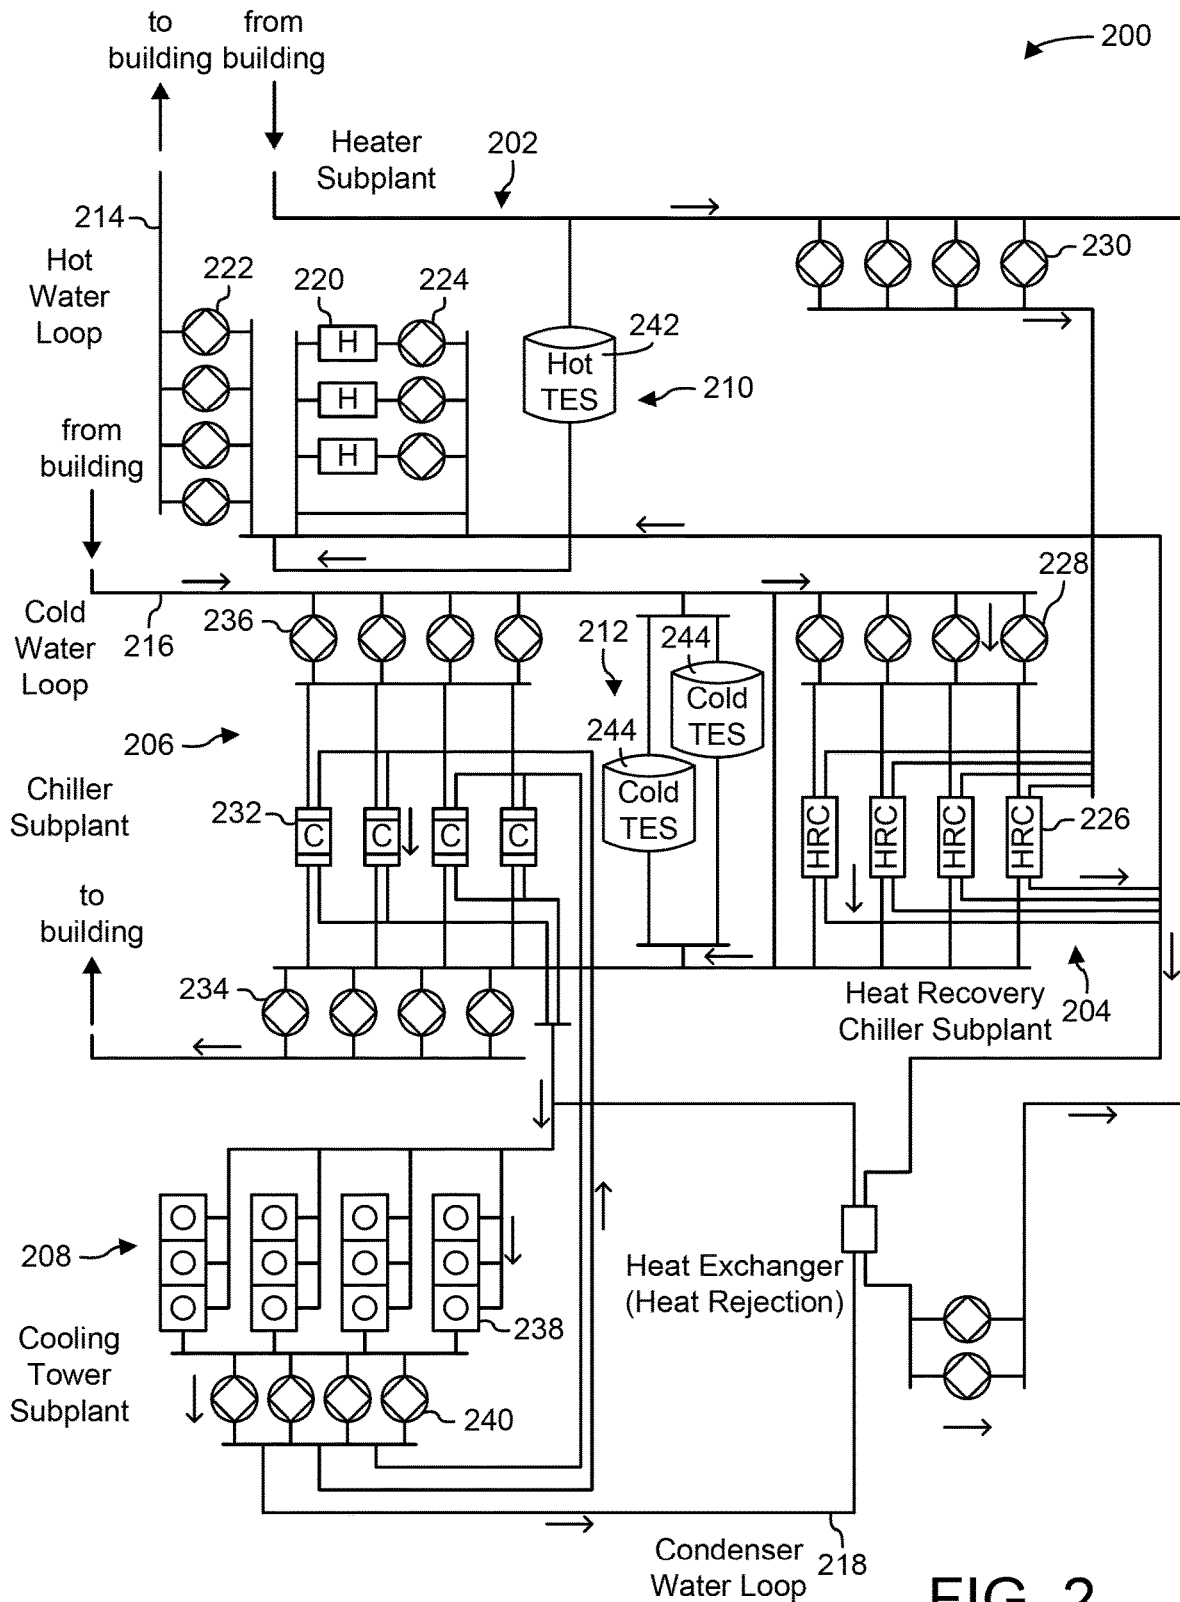 to
building
from
building
200
Heater
Subplant
202
214
Hot
Water
Loop
222
220
224
230
H
H
H
Hot
TES
242
210
from
building
228
Cold
Water
Loop
216
236
212
244
Cold
TES
244
Cold
TES
206
Chiller
Subplant
232
C
C
C
C
HRC
HRC
HRC
HRC
226
to
building
234
Heat Recovery
Chiller Subplant
204
208
238
Heat Exchanger
(Heat Rejection)
Cooling
Tower
Subplant
240
Condenser
Water Loop
218
FIG. 2